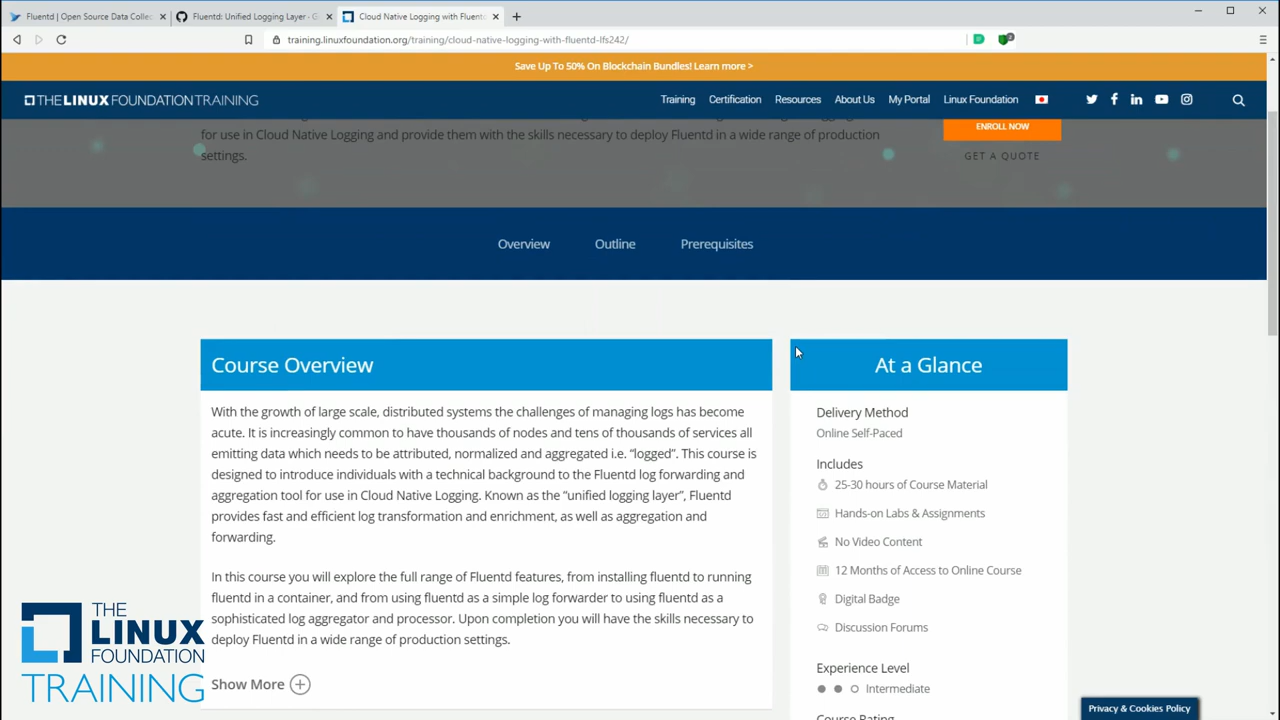 Fluentd | Open Source Data Collec
Fluentd: Unified Logging Layer - G
Cloud Native Logging with Fluent
training.linuxfoundation.org/training/cloud-native-logging-with-fluentd-lfs242/
Save Up To 50% On Blockchain Bundles! Learn more >
THE LINUX FOUNDATION TRAINING
Training Certification Resources About Us My Portal Linux Foundation
for use in Cloud Native Logging and provide them with the skills necessary to deploy Fluentd in a wide range of production
settings.
ENROLL NOW
GET A QUOTE
Overview Outline Prerequisites
Course Overview
With the growth of large scale, distributed systems the challenges of managing logs has become
acute. It is increasingly common to have thousands of nodes and tens of thousands of services all
emitting data which needs to be attributed, normalized and aggregated i.e. “logged”. This course is
designed to introduce individuals with a technical background to the Fluentd log forwarding and
aggregation tool for use in Cloud Native Logging. Known as the “unified logging layer”, Fluentd
provides fast and efficient log transformation and enrichment, as well as aggregation and
forwarding.
In this course you will explore the full range of Fluentd features, from installing fluentd to running
fluentd in a container, and from using fluentd as a simple log forwarder to using fluentd as a
sophisticated log aggregator and processor. Upon completion you will have the skills necessary to
deploy Fluentd in a wide range of production settings.
Show More
At a Glance
Delivery Method
Online Self-Paced
Includes
25-30 hours of Course Material
Hands-on Labs & Assignments
No Video Content
12 Months of Access to Online Course
Digital Badge
Discussion Forums
Experience Level
Intermediate
Course Rating
THE
LINUX
FOUNDATION
TRAINING
Privacy & Cookies Policy